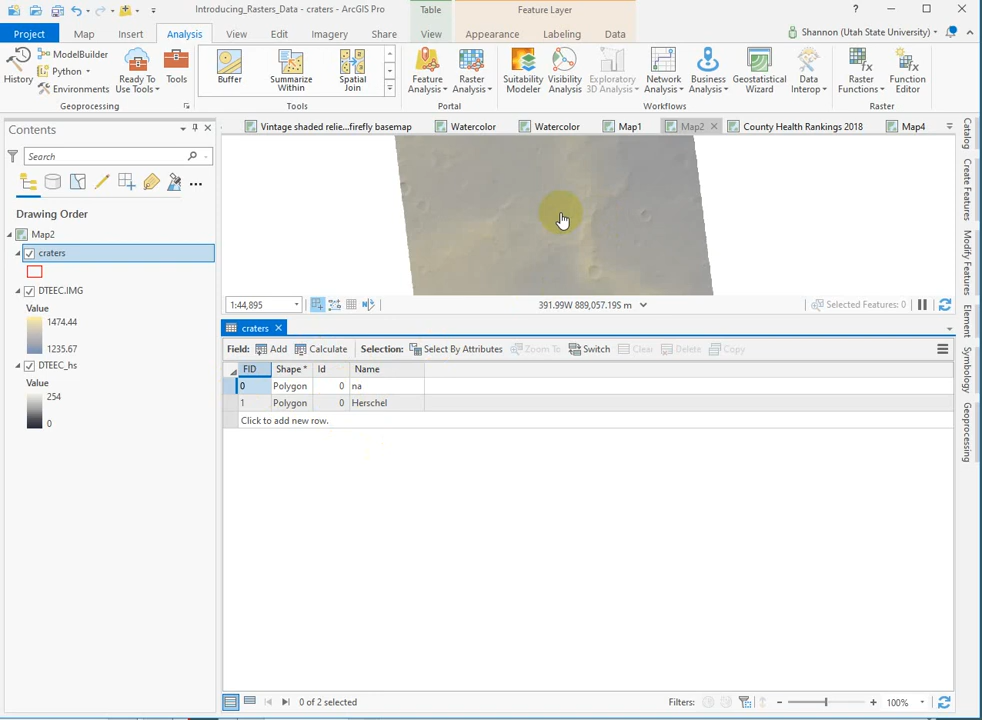 Introducing_Rasters_Data - craters - ArcGIS Pro
Table
Feature Layer
?
Project
Map
Insert
Analysis
View
Edit
Imagery
Share
View
Appearance
Labeling
Data
Shannon (Utah State University)
History
ModelBuilder
Python
Environments
Ready To Use Tools
Tools
Geoprocessing
Buffer
Summarize Within
Spatial Join
Tools
Feature Analysis
Raster Analysis
Portal
Suitability Modeler
Visibility Analysis
Exploratory 3D Analysis
Network Analysis
Business Analysis
Geostatistical Wizard
Data Interop
Workflows
Raster Functions
Function Editor
Raster
Contents
Search
Drawing Order
Map2
craters
DTEEC.IMG
Value
1474.44
1235.67
DTEEC_hs
Value
254
0
Vintage shaded relie...firefly basemap
Watercolor
Watercolor
Map1
Map2
County Health Rankings 2018
Map4
1:44,895
391.99W 889,057.19S m
Selected Features: 0
craters
Field:
Add
Calculate
Selection:
Select By Attributes
Zoom To
Switch
Clear
Delete
Copy
FID Shape * Id Name
0 Polygon 0 na
1 Polygon 0 Herschel
Click to add new row.
0 of 2 selected
Filters:
100%
Catalog
Create Features
Modify Features
Element
Symbology
Geoprocessing